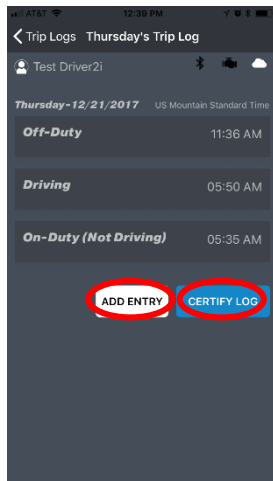 AT&T 12:39 PM
Trip Logs Thursday's Trip Log
Test Driver2i
Thursday-12/21/2017 US Mountain Standard Time
Off-Duty 11:36 AM
Driving 05:50 AM
On-Duty (Not Driving) 05:35 AM
ADD ENTRY CERTIFY LOG